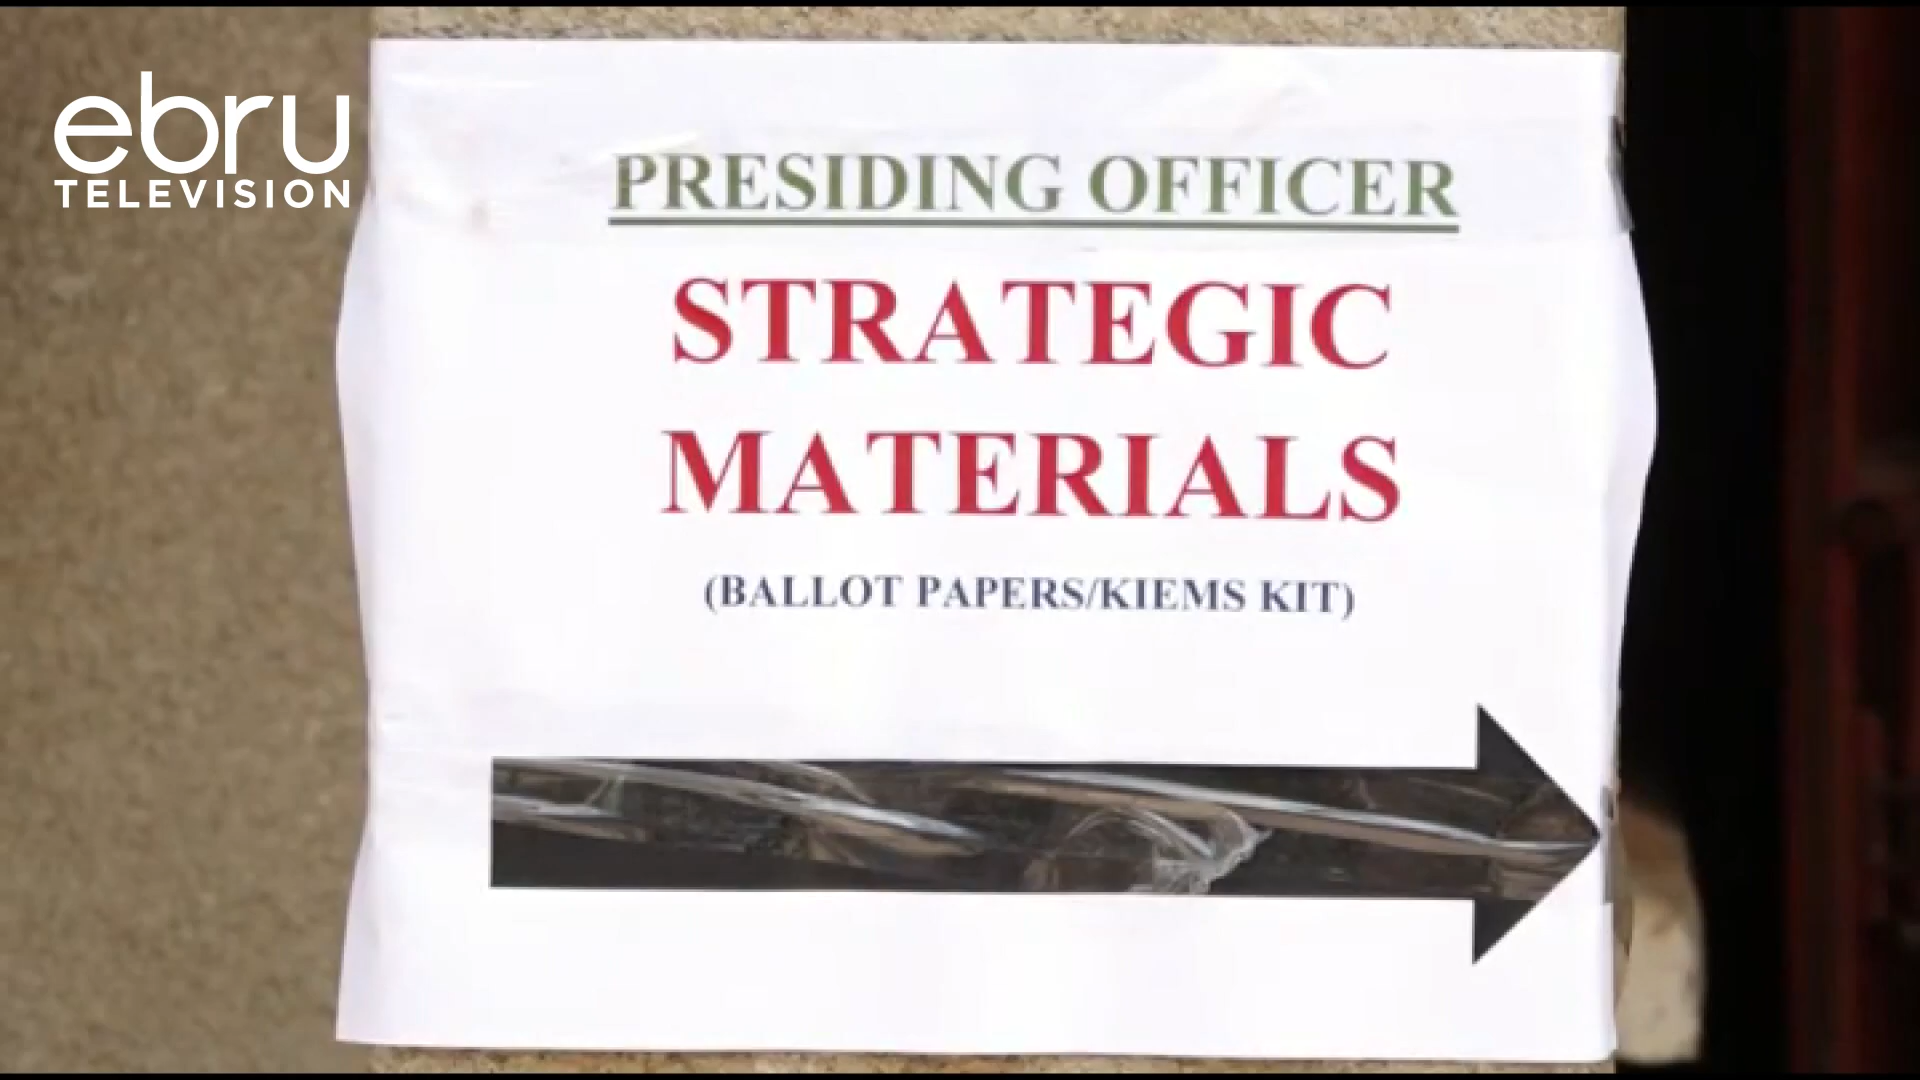 ebru
TELEVISION
PRESIDING OFFICER
STRATEGIC
MATERIALS
(BALLOT PAPERS/KIEMS KIT)